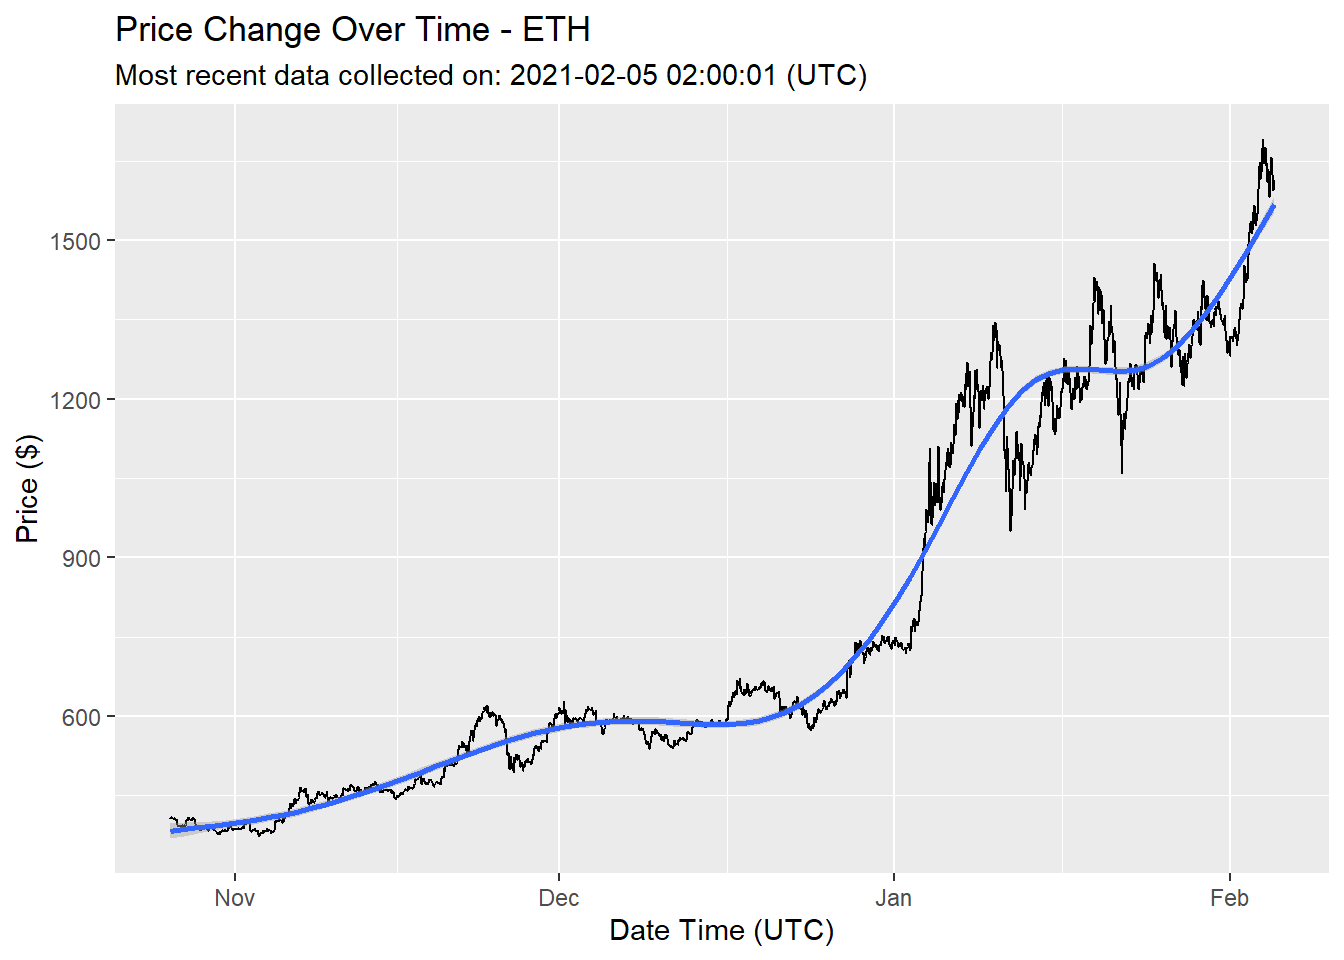 Price Change Over Time - ETH
Most recent data collected on: 2021-02-05 02:00:01 (UTC)
Price ($)
1500
1200
900
600
Nov Dec Jan Feb
Date Time (UTC)